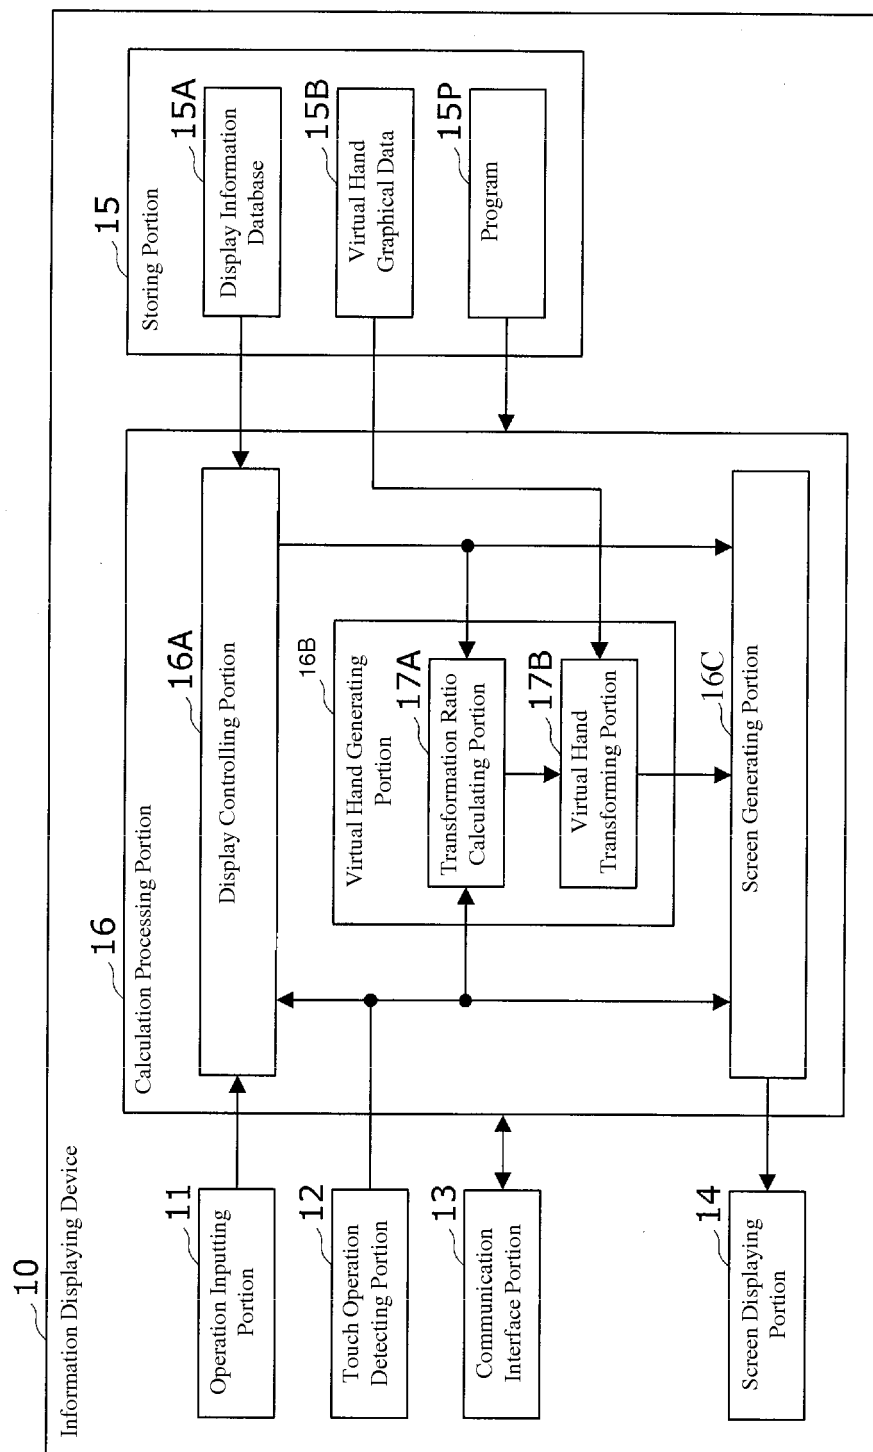 10
Information Displaying Device
11
Operation Inputting
Portion
12
Touch Operation
Detecting Portion
13
Communication
Interface Portion
14
Screen Displaying
Portion
16
Calculation Processing Portion
16A
Display Controlling Portion
16B
Virtual Hand Generating
Portion
17A
Transformation Ratio
Calculating Portion
17B
Virtual Hand
Transforming Portion
16C
Screen Generating Portion
15
Storing Portion
15A
Display Information
Database
15B
Virtual Hand
Graphical Data
15P
Program